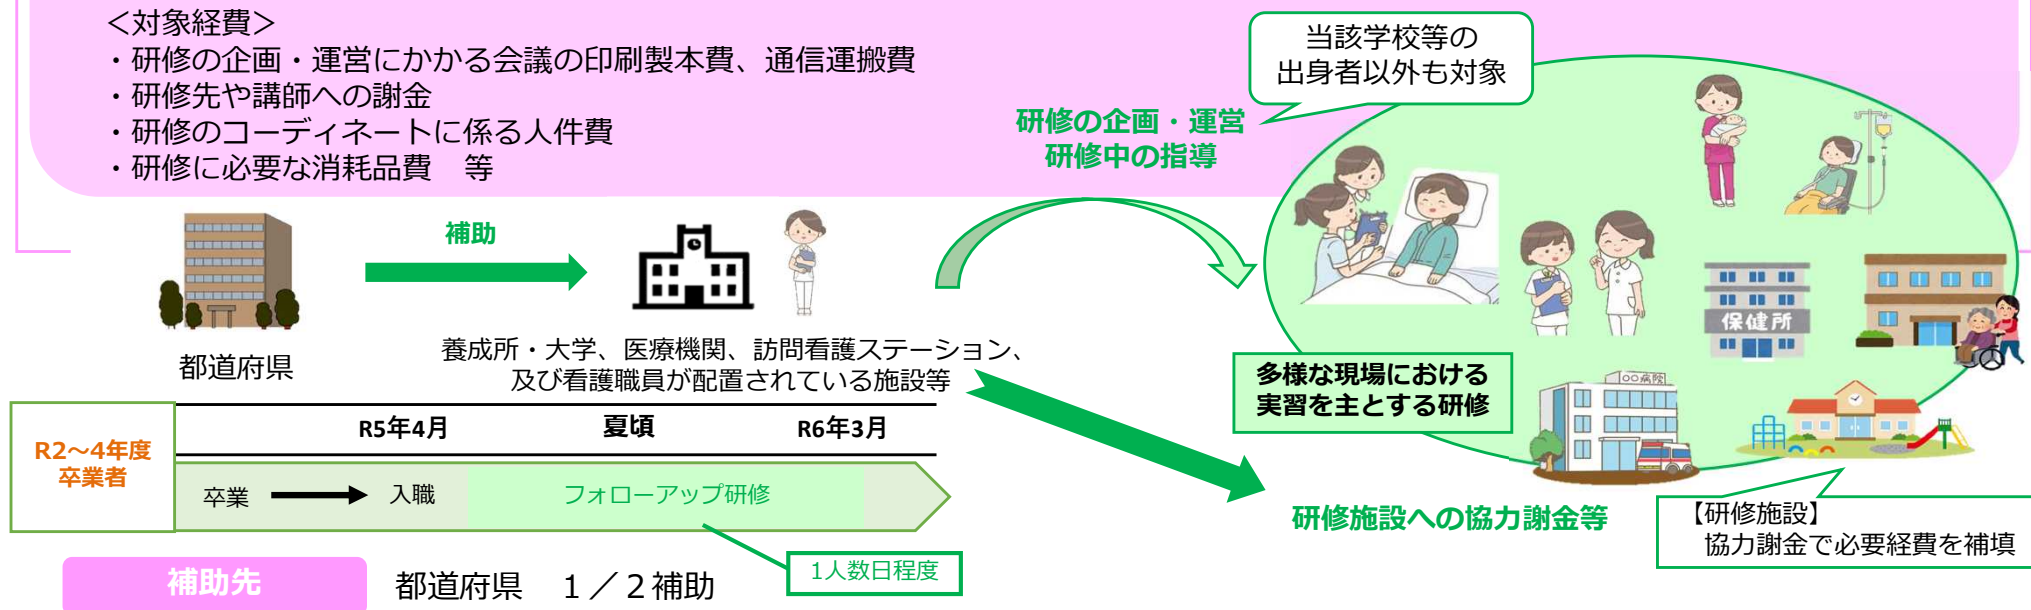 ＜対象経費＞
・研修の企画・運営にかかる会議の印刷製本費、通信運搬費
・研修先や講師への謝金
・研修のコーディネートに係る人件費
・研修に必要な消耗品費　等
当該学校等の
出身者以外も対象
研修の企画・運営
研修中の指導
補助
都道府県
養成所・大学、医療機関、訪問看護ステーション、
及び看護職員が配置されている施設等
保健所
〇〇病院
多様な現場における
実習を主とする研修
R5年4月
夏頃
R6年3月
R2～4年度
卒業者
卒業
入職
フォローアップ研修
1人数日程度
研修施設への協力謝金等
【研修施設】
協力謝金で必要経費を補填
補助先
都道府県　１／２補助